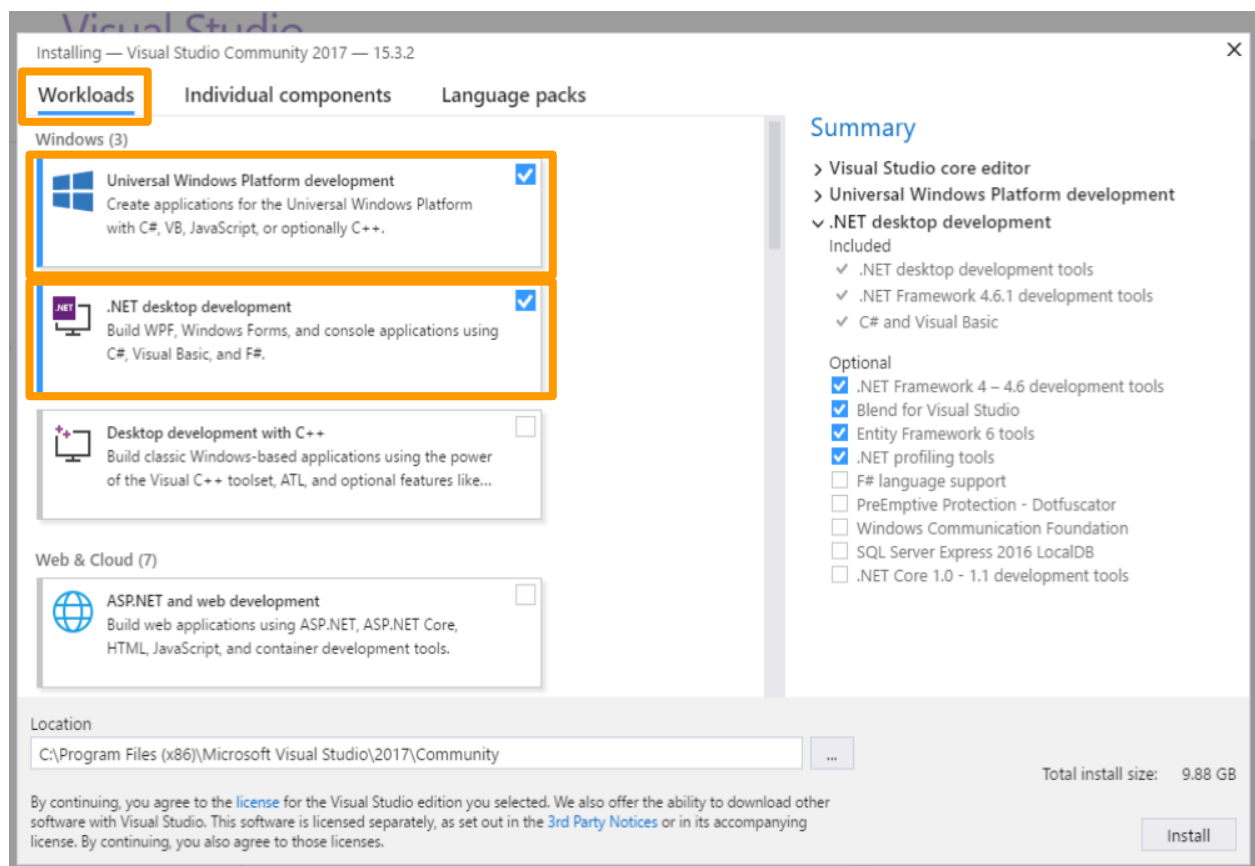 Visual Studio
Installing — Visual Studio Community 2017 — 15.3.2
Workloads
Individual components
Language packs
Windows (3)
Universal Windows Platform development
Create applications for the Universal Windows Platform
with C#, VB, JavaScript, or optionally C++.
.NET
.NET desktop development
Build WPF, Windows Forms, and console applications using
C#, Visual Basic, and F#.
Desktop development with C++
Build classic Windows-based applications using the power
of the Visual C++ toolset, ATL, and optional features like...
Web & Cloud (7)
ASP.NET and web development
Build web applications using ASP.NET, ASP.NET Core,
HTML, JavaScript, and container development tools.
Summary
Visual Studio core editor
Universal Windows Platform development
.NET desktop development
Included
.NET desktop development tools
.NET Framework 4.6.1 development tools
C# and Visual Basic
Optional
.NET Framework 4 – 4.6 development tools
Blend for Visual Studio
Entity Framework 6 tools
.NET profiling tools
F# language support
PreEmptive Protection - Dotfuscator
Windows Communication Foundation
SQL Server Express 2016 LocalDB
.NET Core 1.0 - 1.1 development tools
Location
C:\Program Files (x86)\Microsoft Visual Studio\2017\Community
...
Total install size: 9.88 GB
By continuing, you agree to the license for the Visual Studio edition you selected. We also offer the ability to download other
software with Visual Studio. This software is licensed separately, as set out in the 3rd Party Notices or in its accompanying
license. By continuing, you also agree to those licenses.
Install